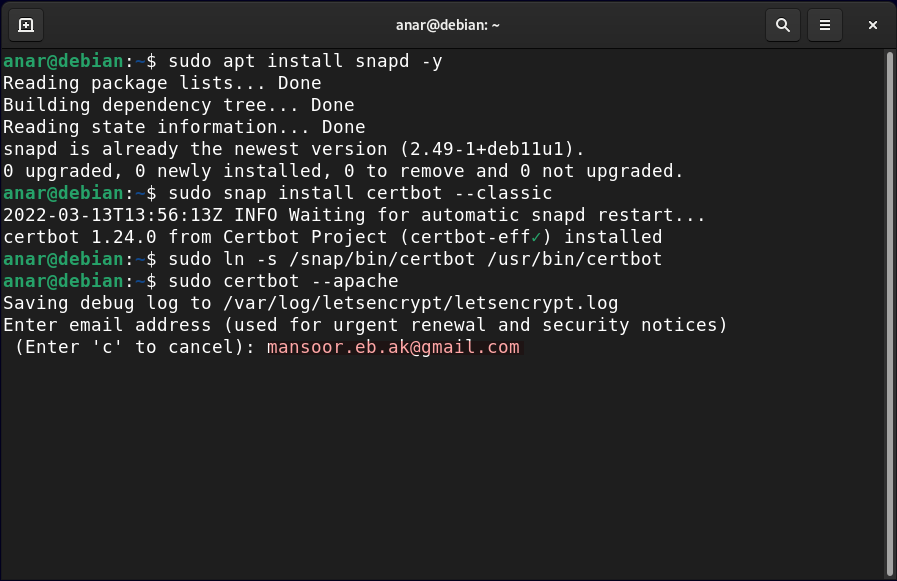 anar@debian: ~
anar@debian:~$ sudo apt install snapd -y
Reading package lists... Done
Building dependency tree... Done
Reading state information... Done
snapd is already the newest version (2.49-1+deb11u1).
0 upgraded, 0 newly installed, 0 to remove and 0 not upgraded.
anar@debian:~$ sudo snap install certbot --classic
2022-03-13T13:56:13Z INFO Waiting for automatic snapd restart...
certbot 1.24.0 from Certbot Project (certbot-eff✓) installed
anar@debian:~$ sudo ln -s /snap/bin/certbot /usr/bin/certbot
anar@debian:~$ sudo certbot --apache
Saving debug log to /var/log/letsencrypt/letsencrypt.log
Enter email address (used for urgent renewal and security notices)
 (Enter 'c' to cancel): mansoor.eb.ak@gmail.com